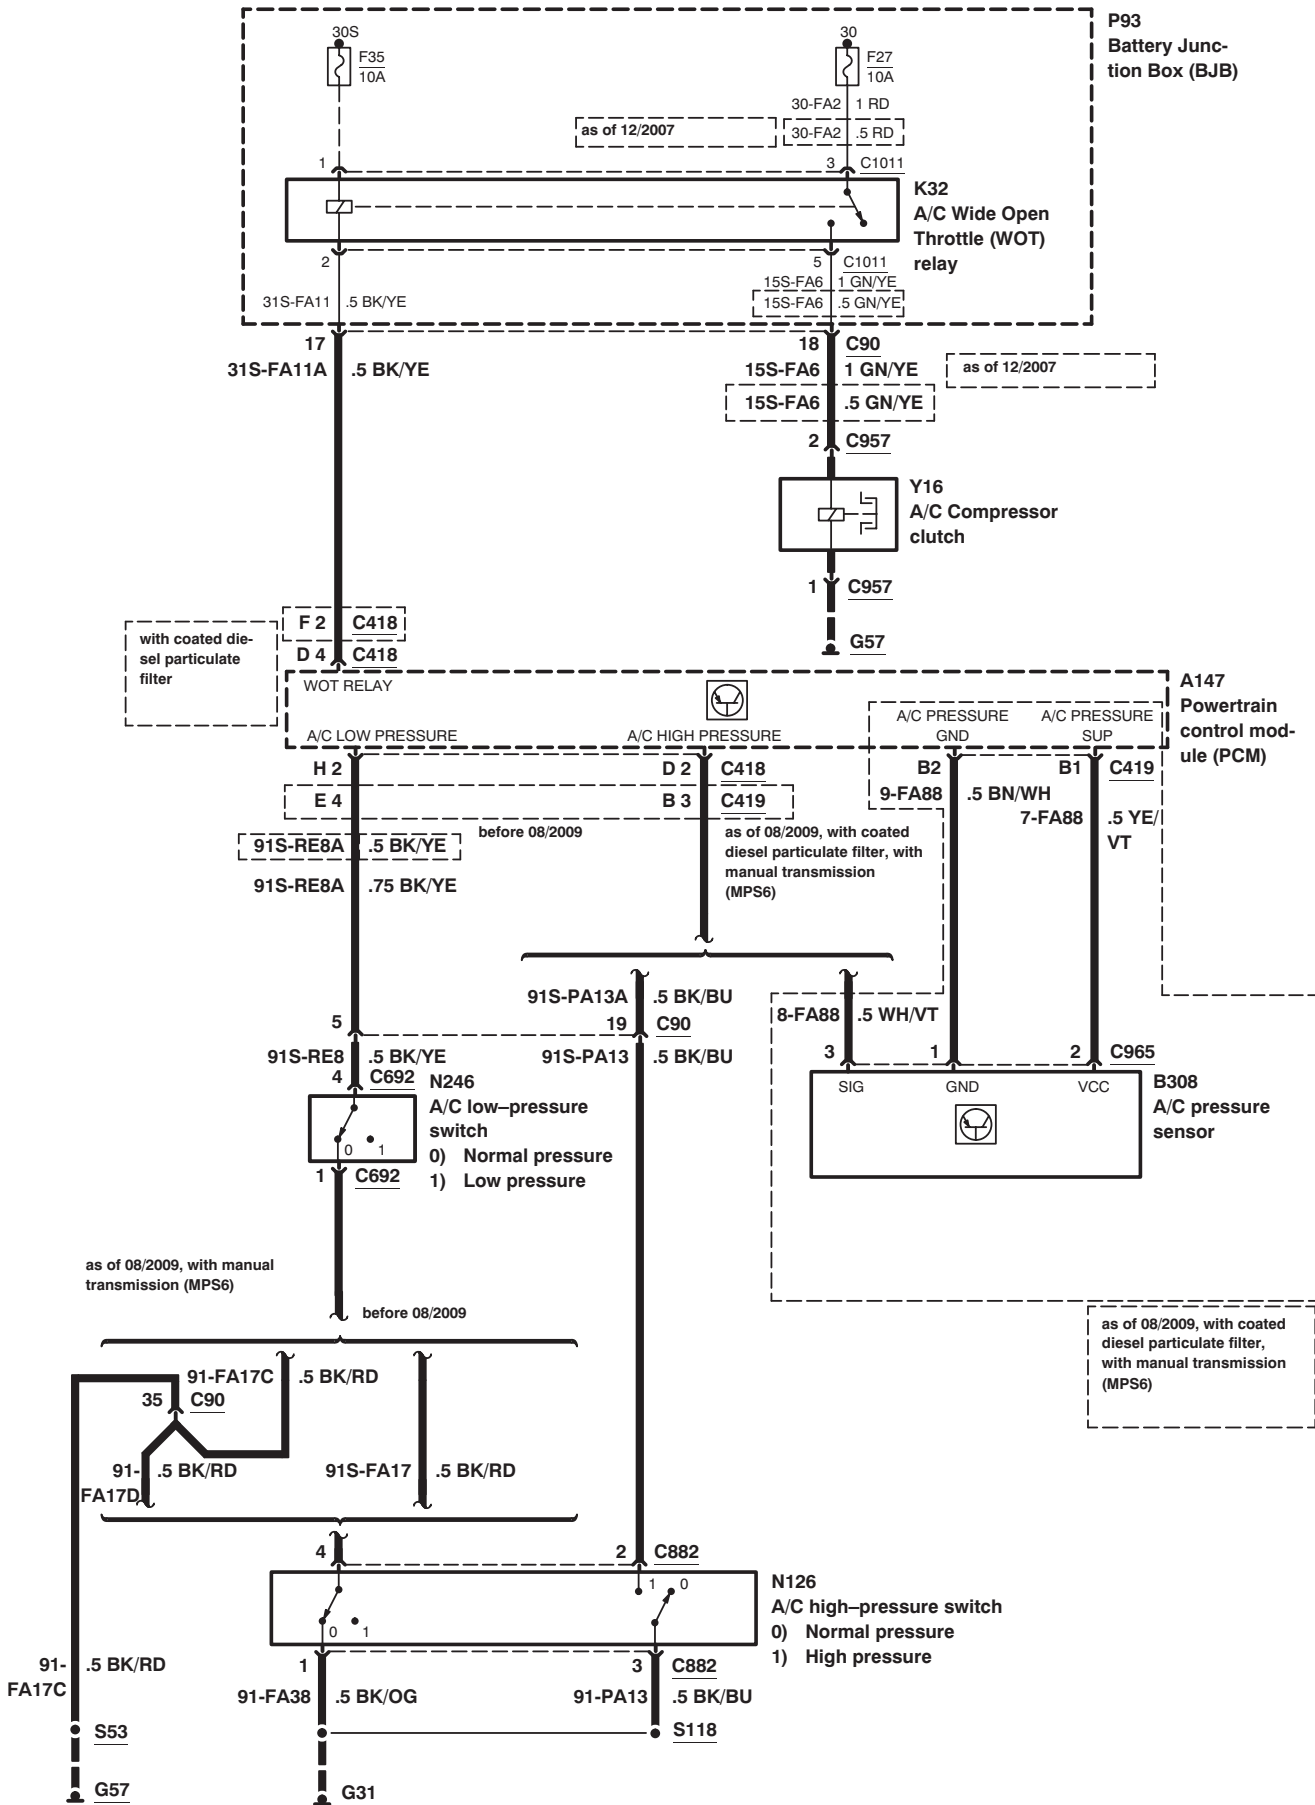 P93
Battery Junc-
tion Box (BJB)
30S
F35
10A
30
F27
10A
30-FA2 1 RD
as of 12/2007
30-FA2 .5 RD
1
3 C1011
K32
A/C Wide Open
Throttle (WOT)
relay
2
5 C1011
15S-FA6 1 GN/YE
31S-FA11 .5 BK/YE
15S-FA6 .5 GN/YE
17
18 C90
31S-FA11A .5 BK/YE
15S-FA6 1 GN/YE
as of 12/2007
15S-FA6 .5 GN/YE
2 C957
Y16
A/C Compressor
clutch
1 C957
G57
F 2 C418
D 4 C418
with coated die-
sel particulate
filter
WOT RELAY
A147
Powertrain
control mod-
ule (PCM)
A/C LOW PRESSURE
A/C HIGH PRESSURE
A/C PRESSURE
GND
A/C PRESSURE
SUP
H 2
D 2 C418
B2
B1 C419
E 4
B 3 C419
9-FA88 .5 BN/WH
7-FA88 .5 YE/
VT
before 08/2009
as of 08/2009, with coated
diesel particulate filter, with
manual transmission
(MPS6)
91S-RE8A .5 BK/YE
91S-RE8A .75 BK/YE
91S-PA13A .5 BK/BU
8-FA88 .5 WH/VT
5
19 C90
91S-RE8 .5 BK/YE
91S-PA13 .5 BK/BU
3
1
2 C965
4 C692
SIG
GND
VCC
B308
A/C pressure
sensor
N246
A/C low–pressure
switch
0) Normal pressure
1) Low pressure
0 1
1 C692
as of 08/2009, with manual
transmission (MPS6)
before 08/2009
as of 08/2009, with coated
diesel particulate filter,
with manual transmission
(MPS6)
91-FA17C .5 BK/RD
35 C90
91-
FA17D
.5 BK/RD
91S-FA17 .5 BK/RD
4
2 C882
1 0
0 1
N126
A/C high–pressure switch
0) Normal pressure
1) High pressure
1
3 C882
91-
FA17C
.5 BK/RD
91-FA38 .5 BK/OG
91-PA13 .5 BK/BU
S53
S118
G57
G31